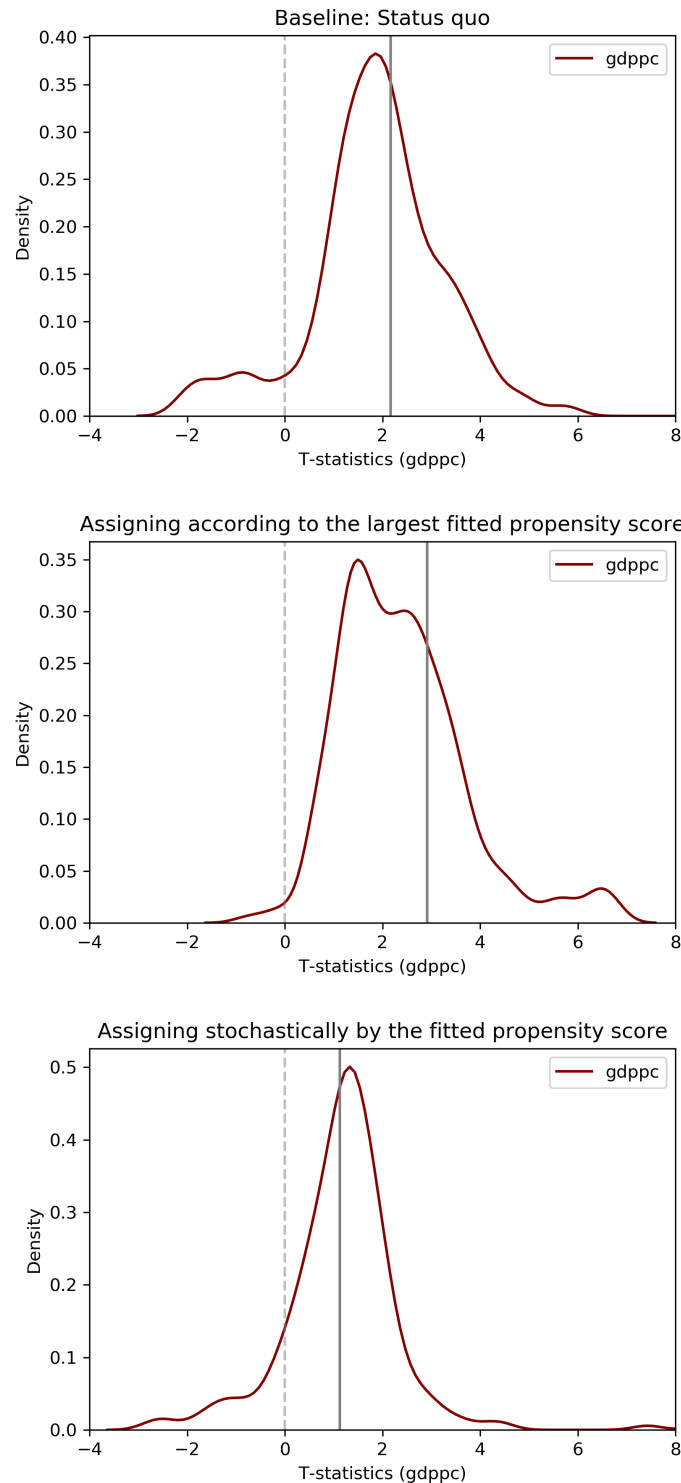 Baseline: Status quo
0.40
0.35
0.30
0.25
0.20
0.15
0.10
0.05
0.00
Density
gdppc
−4 −2 0 2 4 6 8
T-statistics (gdppc)
Assigning according to the largest fitted propensity score
0.35
0.30
0.25
0.20
0.15
0.10
0.05
0.00
Density
gdppc
−4 −2 0 2 4 6 8
T-statistics (gdppc)
Assigning stochastically by the fitted propensity score
0.5
0.4
0.3
0.2
0.1
0.0
Density
gdppc
−4 −2 0 2 4 6 8
T-statistics (gdppc)